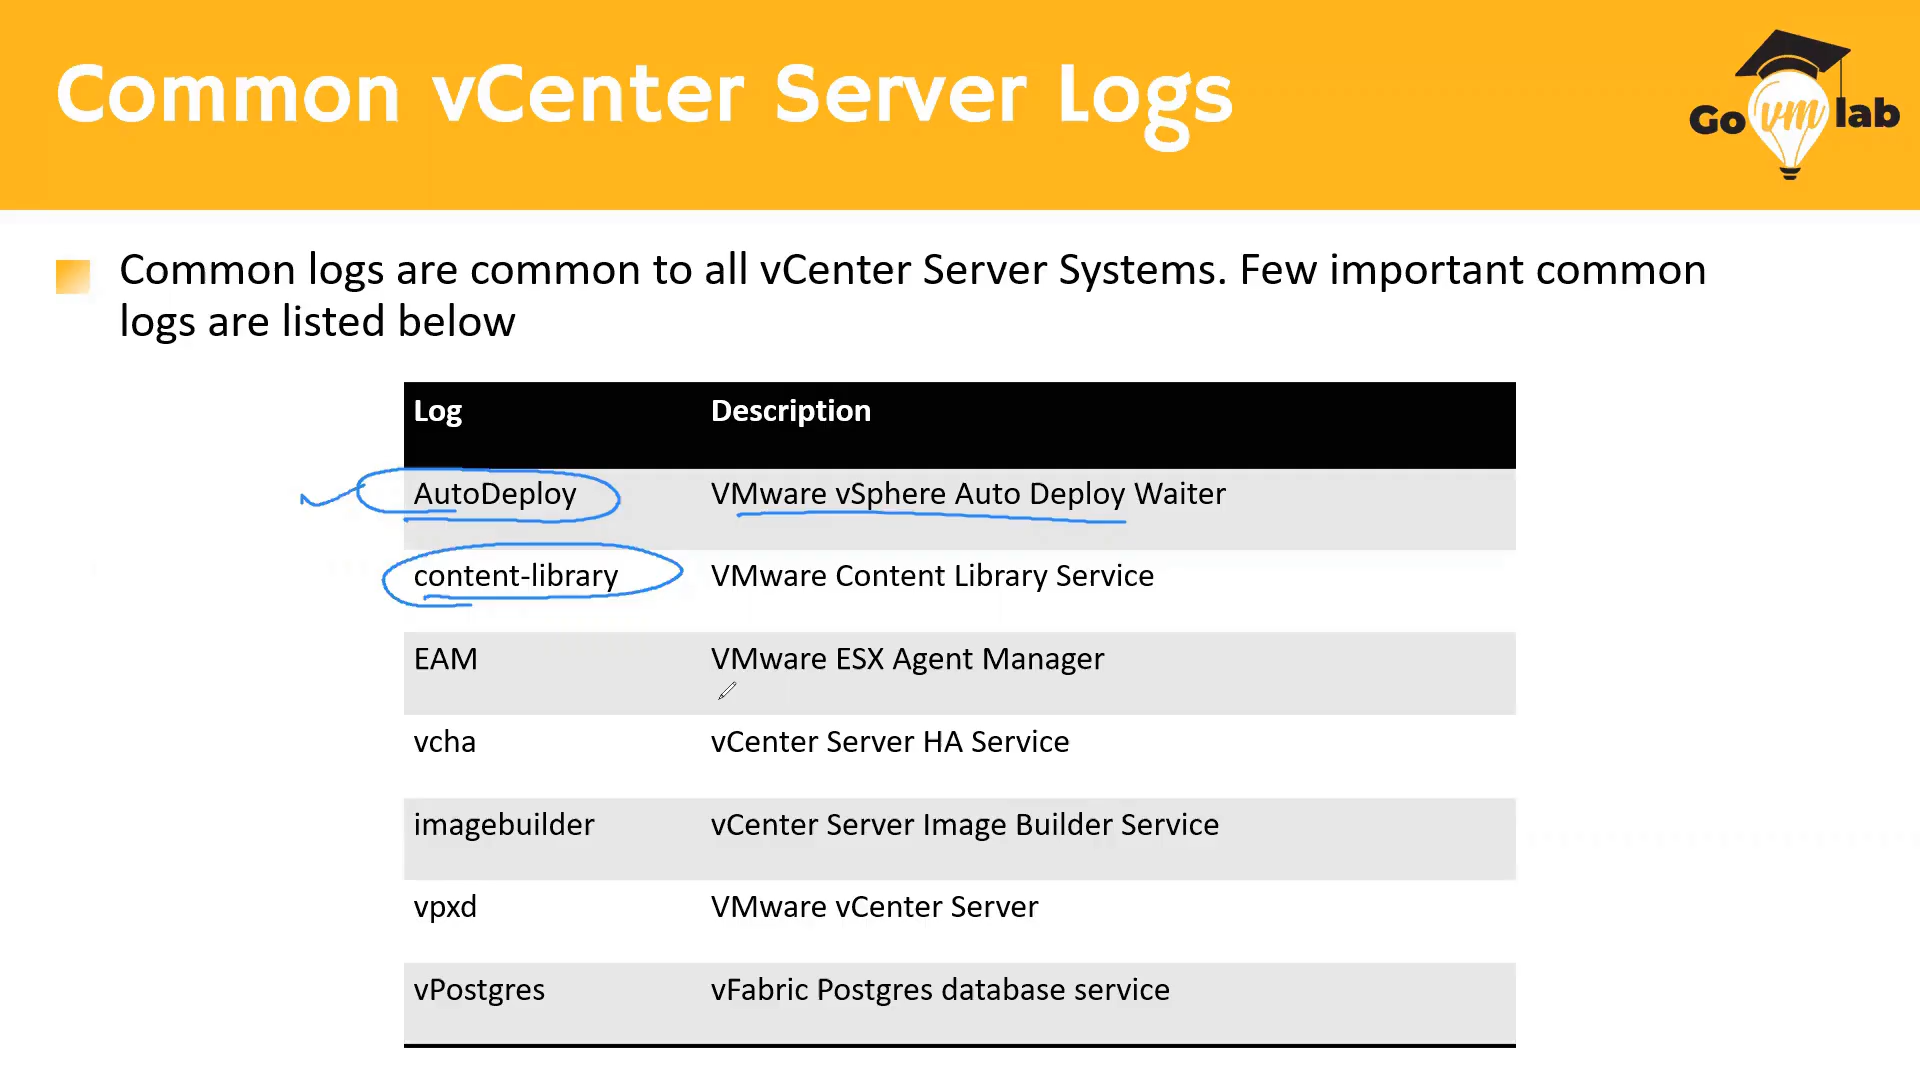 Common vCenter Server Logs
Go vm lab
Common logs are common to all vCenter Server Systems. Few important common
logs are listed below
Log Description
AutoDeploy VMware vSphere Auto Deploy Waiter
content-library VMware Content Library Service
EAM VMware ESX Agent Manager
vcha vCenter Server HA Service
imagebuilder vCenter Server Image Builder Service
vpxd VMware vCenter Server
vPostgres vFabric Postgres database service